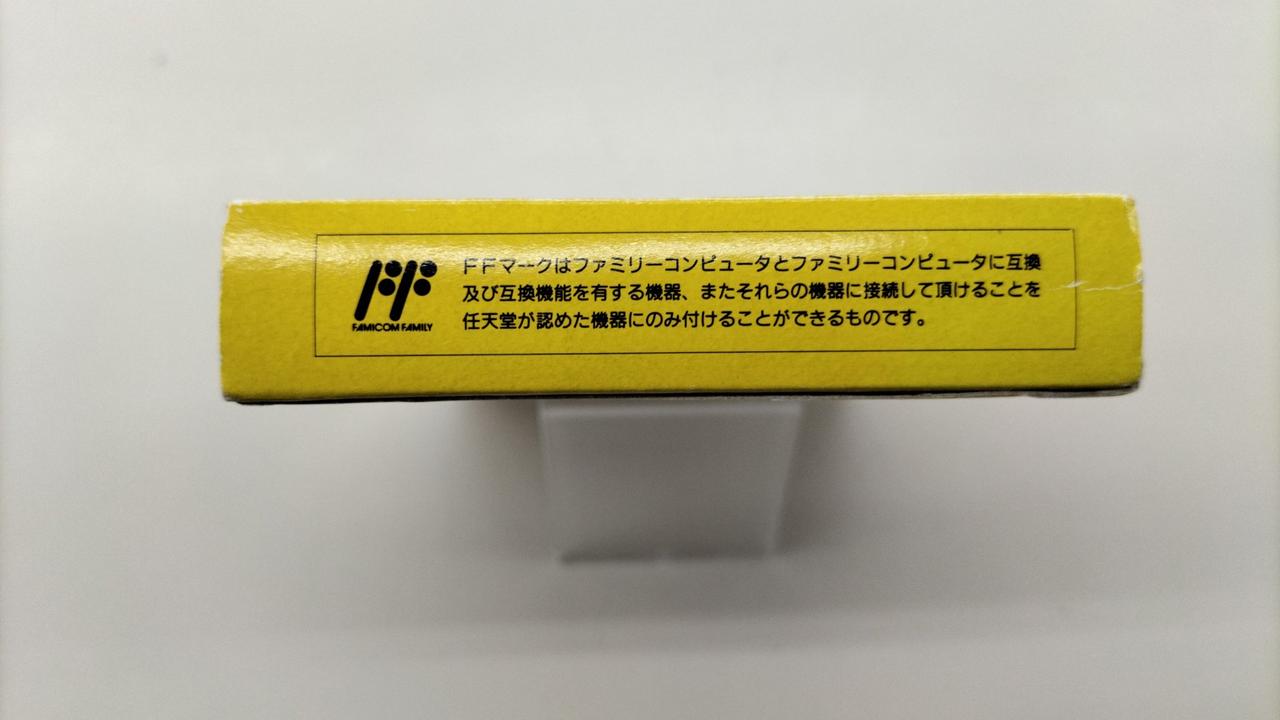 FAMICOM FAMILY
FFマークはファミリーコンピュータとファミリーコンピュータに互換
及び互換機能を有する機器、またそれらの機器に接続して頂けることを
任天堂が認めた機器にのみ付けることができるものです。